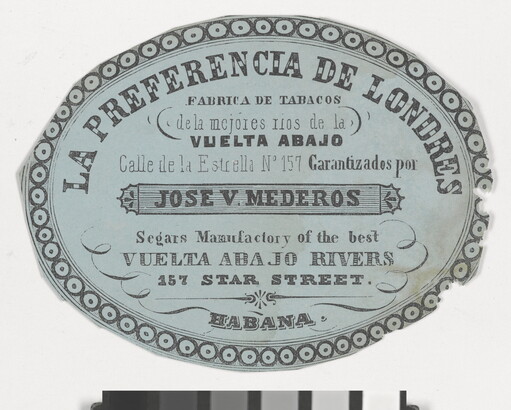 LA PREFERENCIA DE LONDRES
FABRICA DE TABACOS
de la mejores rios de la
VUELTA ABAJO
Calle de la Estrella Nº 157 Garantizados por
JOSE V. MEDEROS
Segars Manufactory of the best
VUELTA ABAJO RIVERS
157 STAR STREET.
HABANA.